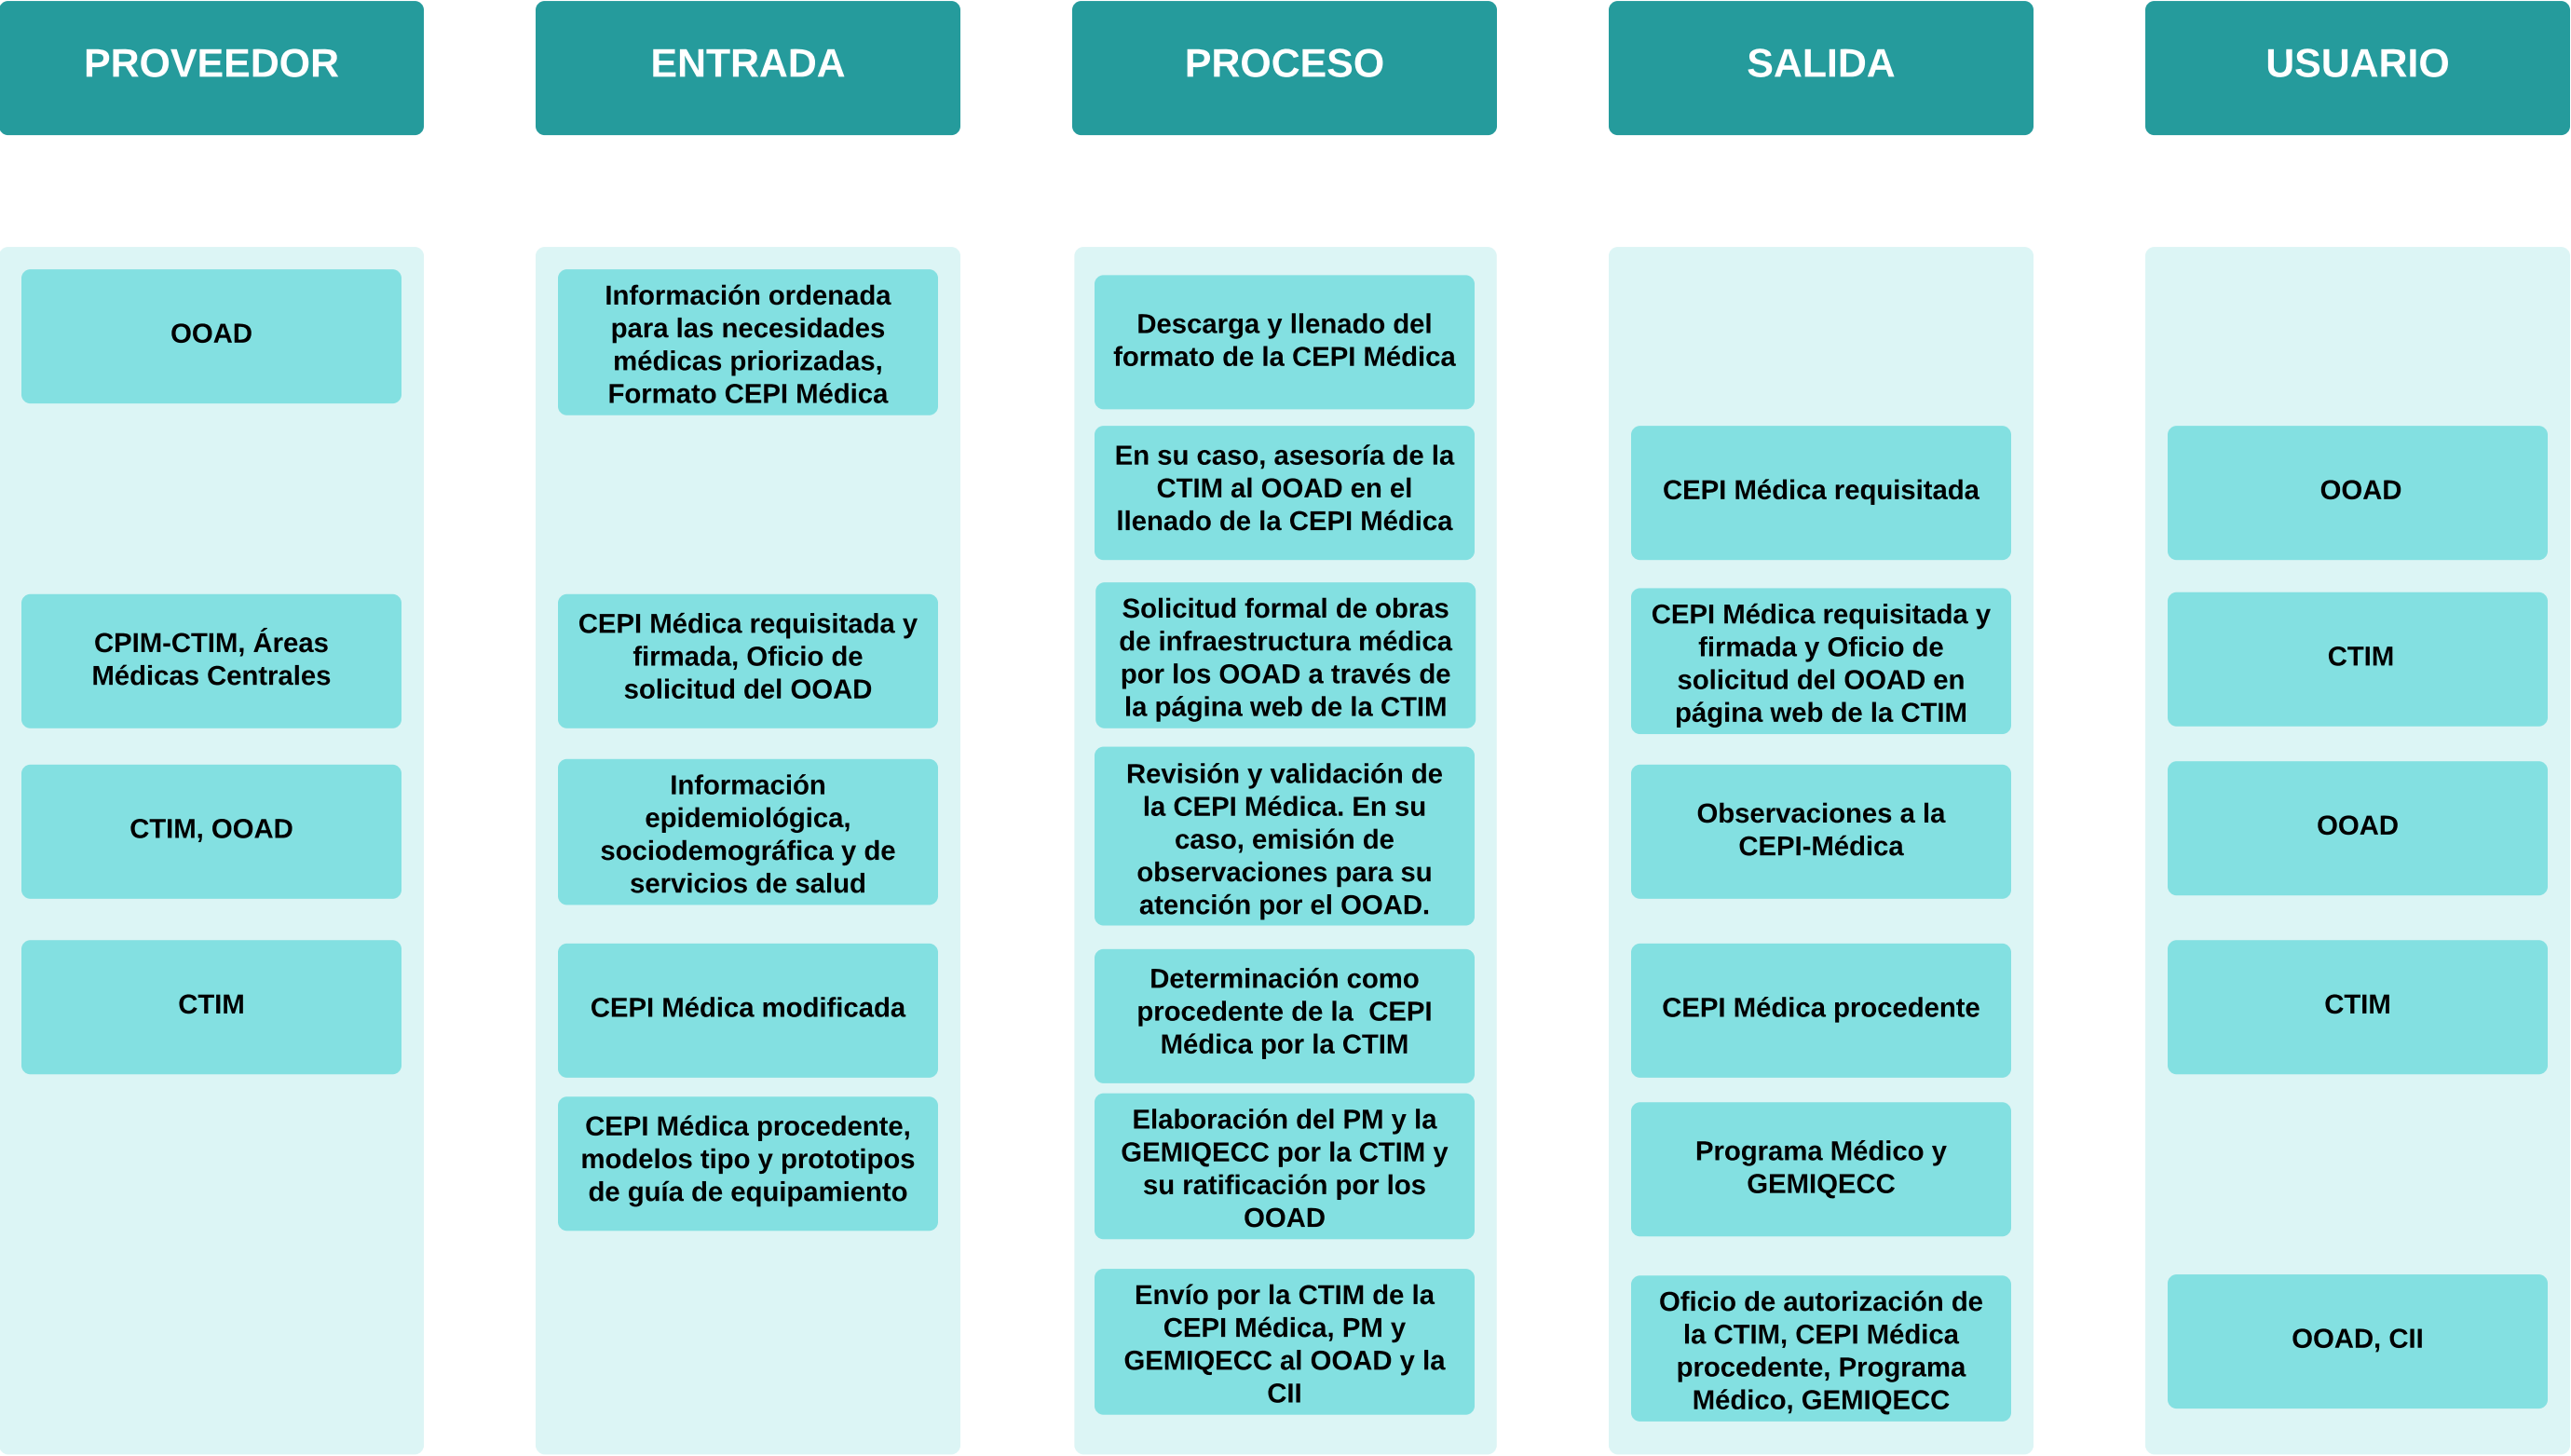 PROVEEDOR
ENTRADA
PROCESO
SALIDA
USUARIO
OOAD
CPIM-CTIM, Áreas
Médicas Centrales
CTIM, OOAD
CTIM
Información ordenada
para las necesidades
médicas priorizadas,
Formato CEPI Médica
CEPI Médica requisitada y
firmada, Oficio de
solicitud del OOAD
Información
epidemiológica,
sociodemográfica y de
servicios de salud
CEPI Médica modificada
CEPI Médica procedente,
modelos tipo y prototipos
de guía de equipamiento
Descarga y llenado del
formato de la CEPI Médica
En su caso, asesoría de la
CTIM al OOAD en el
llenado de la CEPI Médica
Solicitud formal de obras
de infraestructura médica
por los OOAD a través de
la página web de la CTIM
Revisión y validación de
la CEPI Médica. En su
caso, emisión de
observaciones para su
atención por el OOAD.
Determinación como
procedente de la  CEPI
Médica por la CTIM
Elaboración del PM y la
GEMIQECC por la CTIM y
su ratificación por los
OOAD
Envío por la CTIM de la
CEPI Médica, PM y
GEMIQECC al OOAD y la
CII
CEPI Médica requisitada
CEPI Médica requisitada y
firmada y Oficio de
solicitud del OOAD en
página web de la CTIM
Observaciones a la
CEPI-Médica
CEPI Médica procedente
Programa Médico y
GEMIQECC
Oficio de autorización de
la CTIM, CEPI Médica
procedente, Programa
Médico, GEMIQECC
OOAD
CTIM
OOAD
CTIM
OOAD, CII